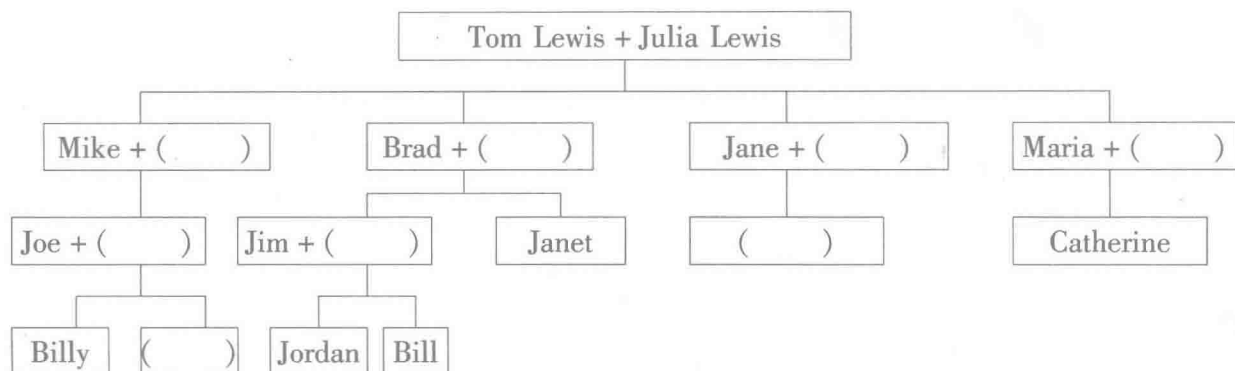 Tom Lewis + Julia Lewis
Mike + (      )
Brad + (      )
Jane + (      )
Maria + (      )
Joe + (      )
Jim + (      )
Janet
(      )
Catherine
Billy
(      )
Jordan
Bill